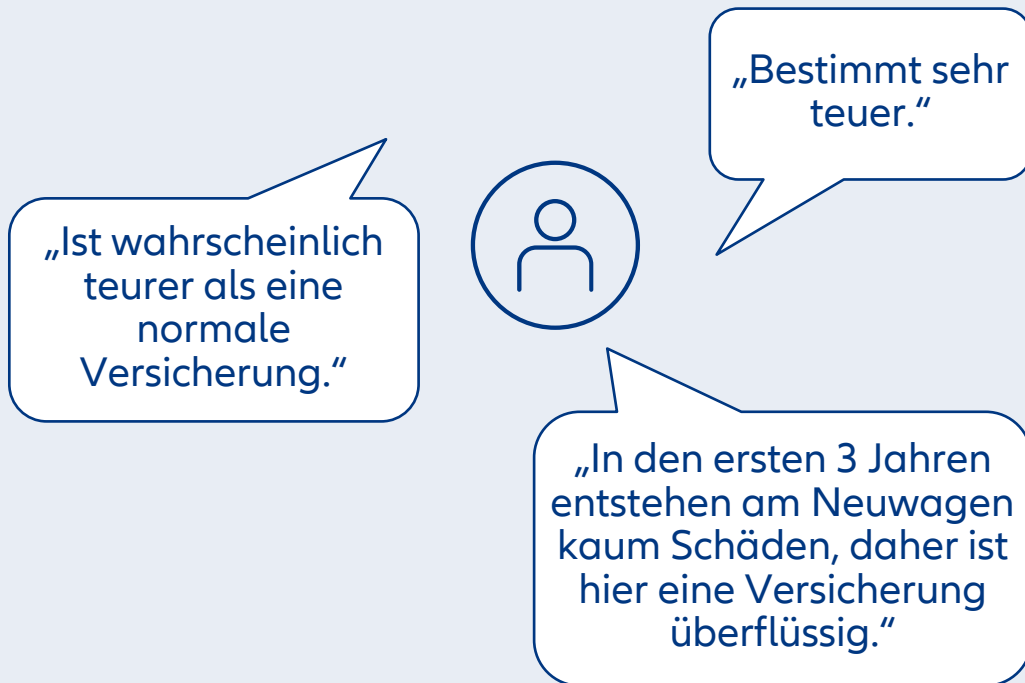 „Bestimmt sehr
teuer.“
„Ist wahrscheinlich
teurer als eine
normale
Versicherung.“
„In den ersten 3 Jahren
entstehen am Neuwagen
kaum Schäden, daher ist
hier eine Versicherung
überflüssig.“